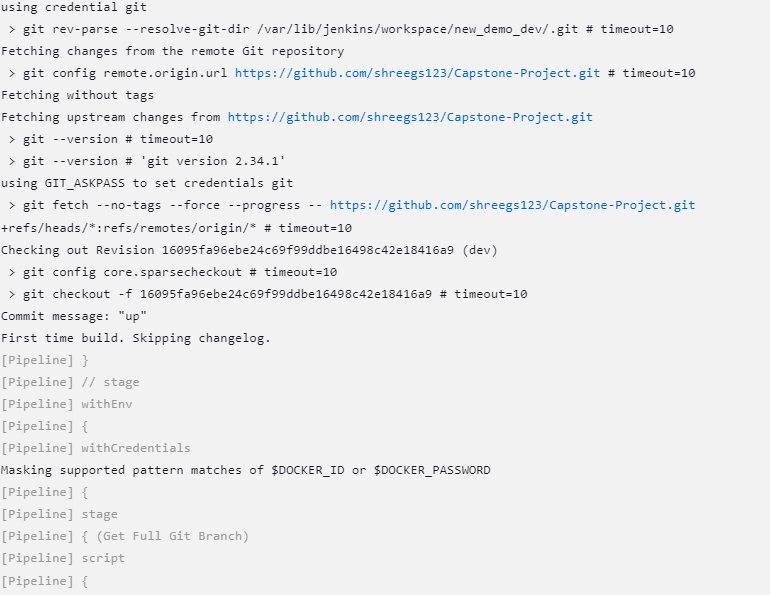 using credential git
 > git rev-parse --resolve-git-dir /var/lib/jenkins/workspace/new_demo_dev/.git # timeout=10
Fetching changes from the remote Git repository
 > git config remote.origin.url https://github.com/shreegs123/Capstone-Project.git # timeout=10
Fetching without tags
Fetching upstream changes from https://github.com/shreegs123/Capstone-Project.git
 > git --version # timeout=10
 > git --version # 'git version 2.34.1'
using GIT_ASKPASS to set credentials git
 > git fetch --no-tags --force --progress -- https://github.com/shreegs123/Capstone-Project.git
+refs/heads/*:refs/remotes/origin/* # timeout=10
Checking out Revision 16095fa96ebe24c69f99ddbe16498c42e18416a9 (dev)
 > git config core.sparsecheckout # timeout=10
 > git checkout -f 16095fa96ebe24c69f99ddbe16498c42e18416a9 # timeout=10
Commit message: "up"
First time build. Skipping changelog.
[Pipeline] }
[Pipeline] // stage
[Pipeline] withEnv
[Pipeline] {
[Pipeline] withCredentials
Masking supported pattern matches of $DOCKER_ID or $DOCKER_PASSWORD
[Pipeline] {
[Pipeline] stage
[Pipeline] { (Get Full Git Branch)
[Pipeline] script
[Pipeline] {